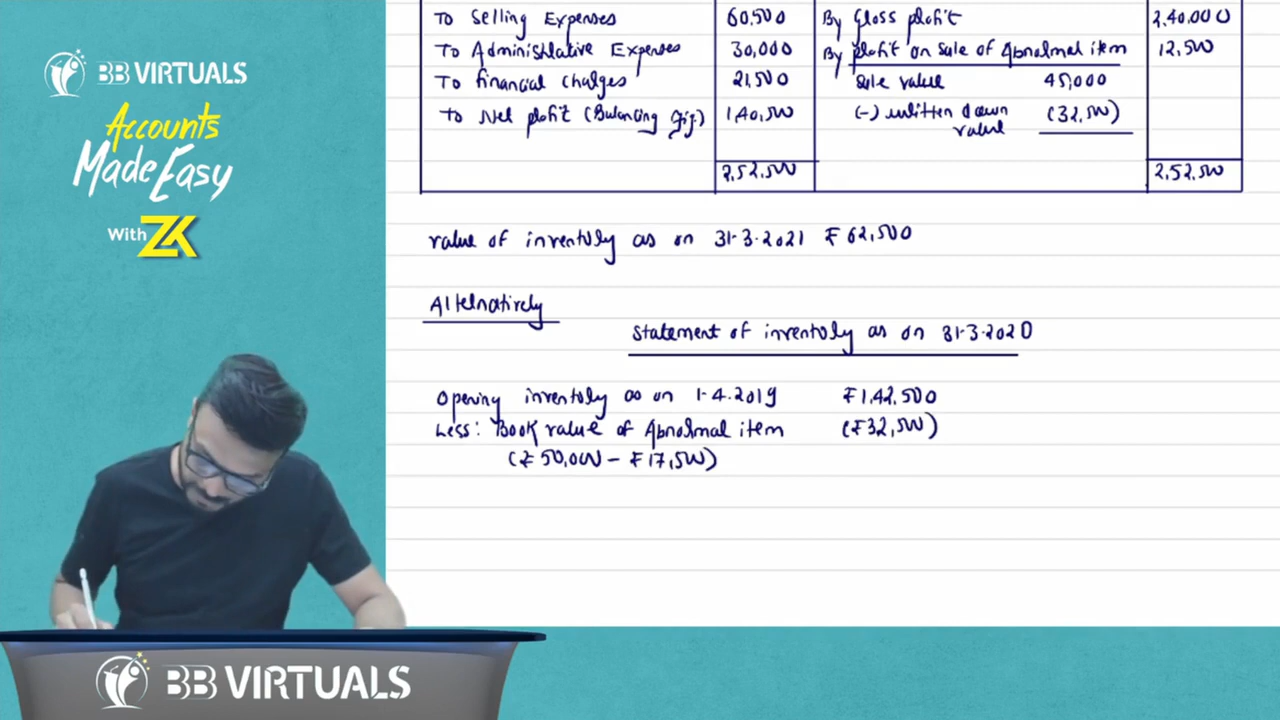 BB VIRTUALS
Accounts
Made Easy
With ZK
To Selling Expenses 60,500 By Gross profit 2,40,000
To Administrative Expenses 30,000 By profit on sale of Abnormal item 12,500
To financial charges 21,500 Sale value 45,000
To Net profit (Balancing fig.) 1,40,500 (-) written down (32,500)
value
2,52,500 2,52,500
value of inventory as on 31.3.2021 ₹ 62,500
Alternatively
Statement of inventory as on 31.3.2020
Opening inventory as on 1.4.2019 ₹1,42,500
Less: Book value of Abnormal item (₹32,500)
(₹ 50,000 – ₹ 17,500)
BB VIRTUALS